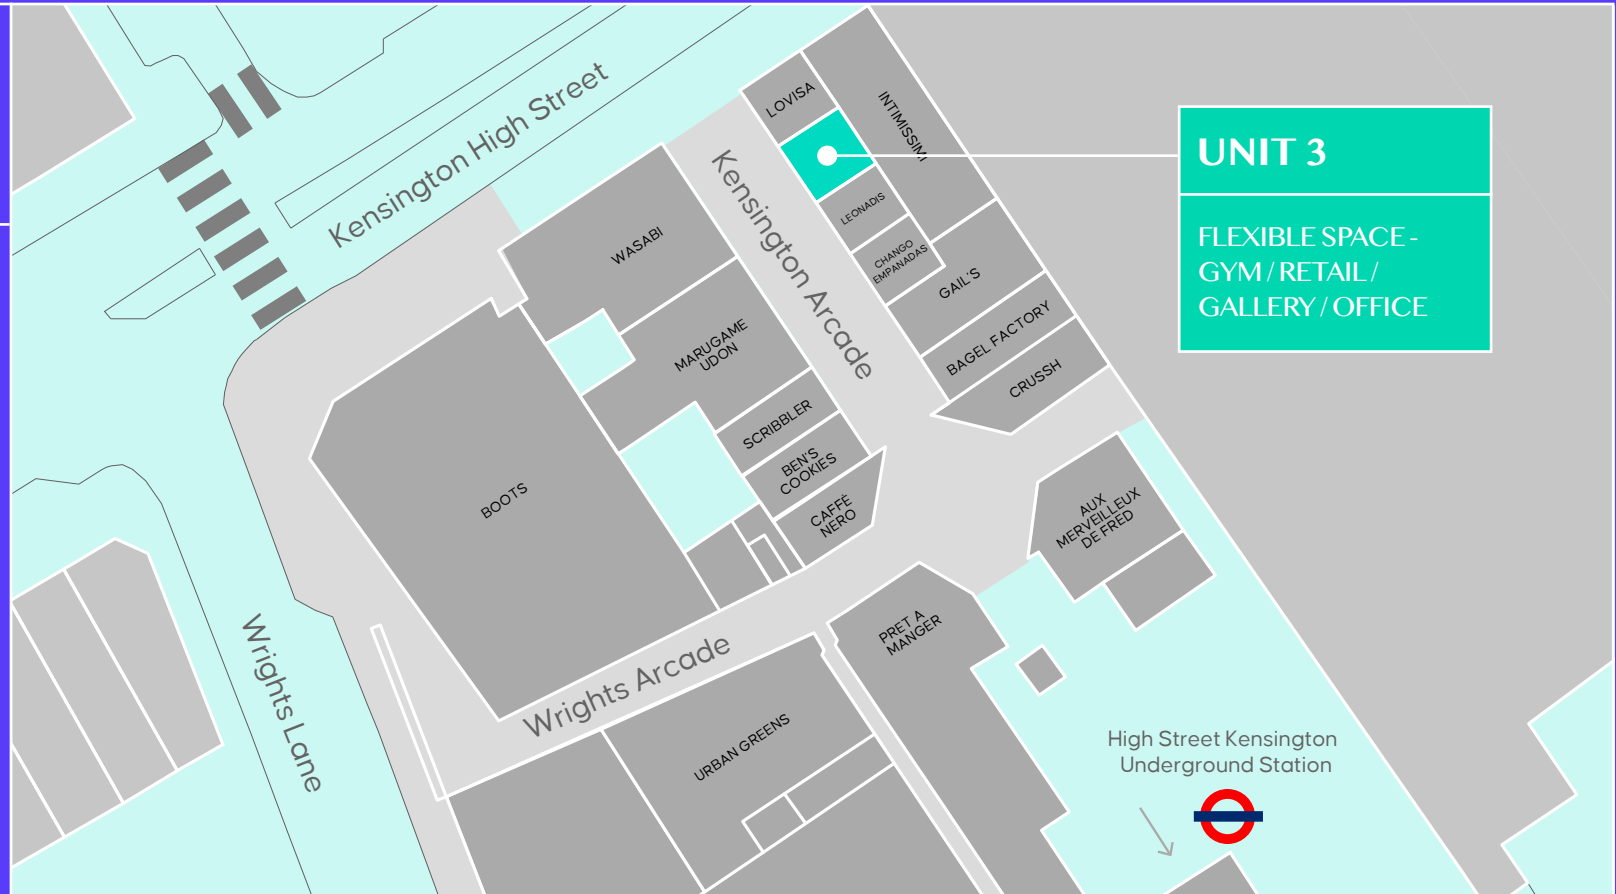 Kensington High Street
LOVISA
INTIMISSIMI
UNIT 3
FLEXIBLE SPACE -
GYM / RETAIL /
GALLERY / OFFICE
Kensington Arcade
WASABI
LEONADIS
CHANGO
EMPANADAS
GAIL'S
MARUGAME
UDON
BAGEL FACTORY
CRUSSH
SCRIBBLER
BEN'S
COOKIES
CAFFÈ
NERO
BOOTS
AUX
MERVEILLEUX
DE FRED
PRET A
MANGER
Wrights Arcade
Wrights Lane
URBAN GREENS
High Street Kensington
Underground Station